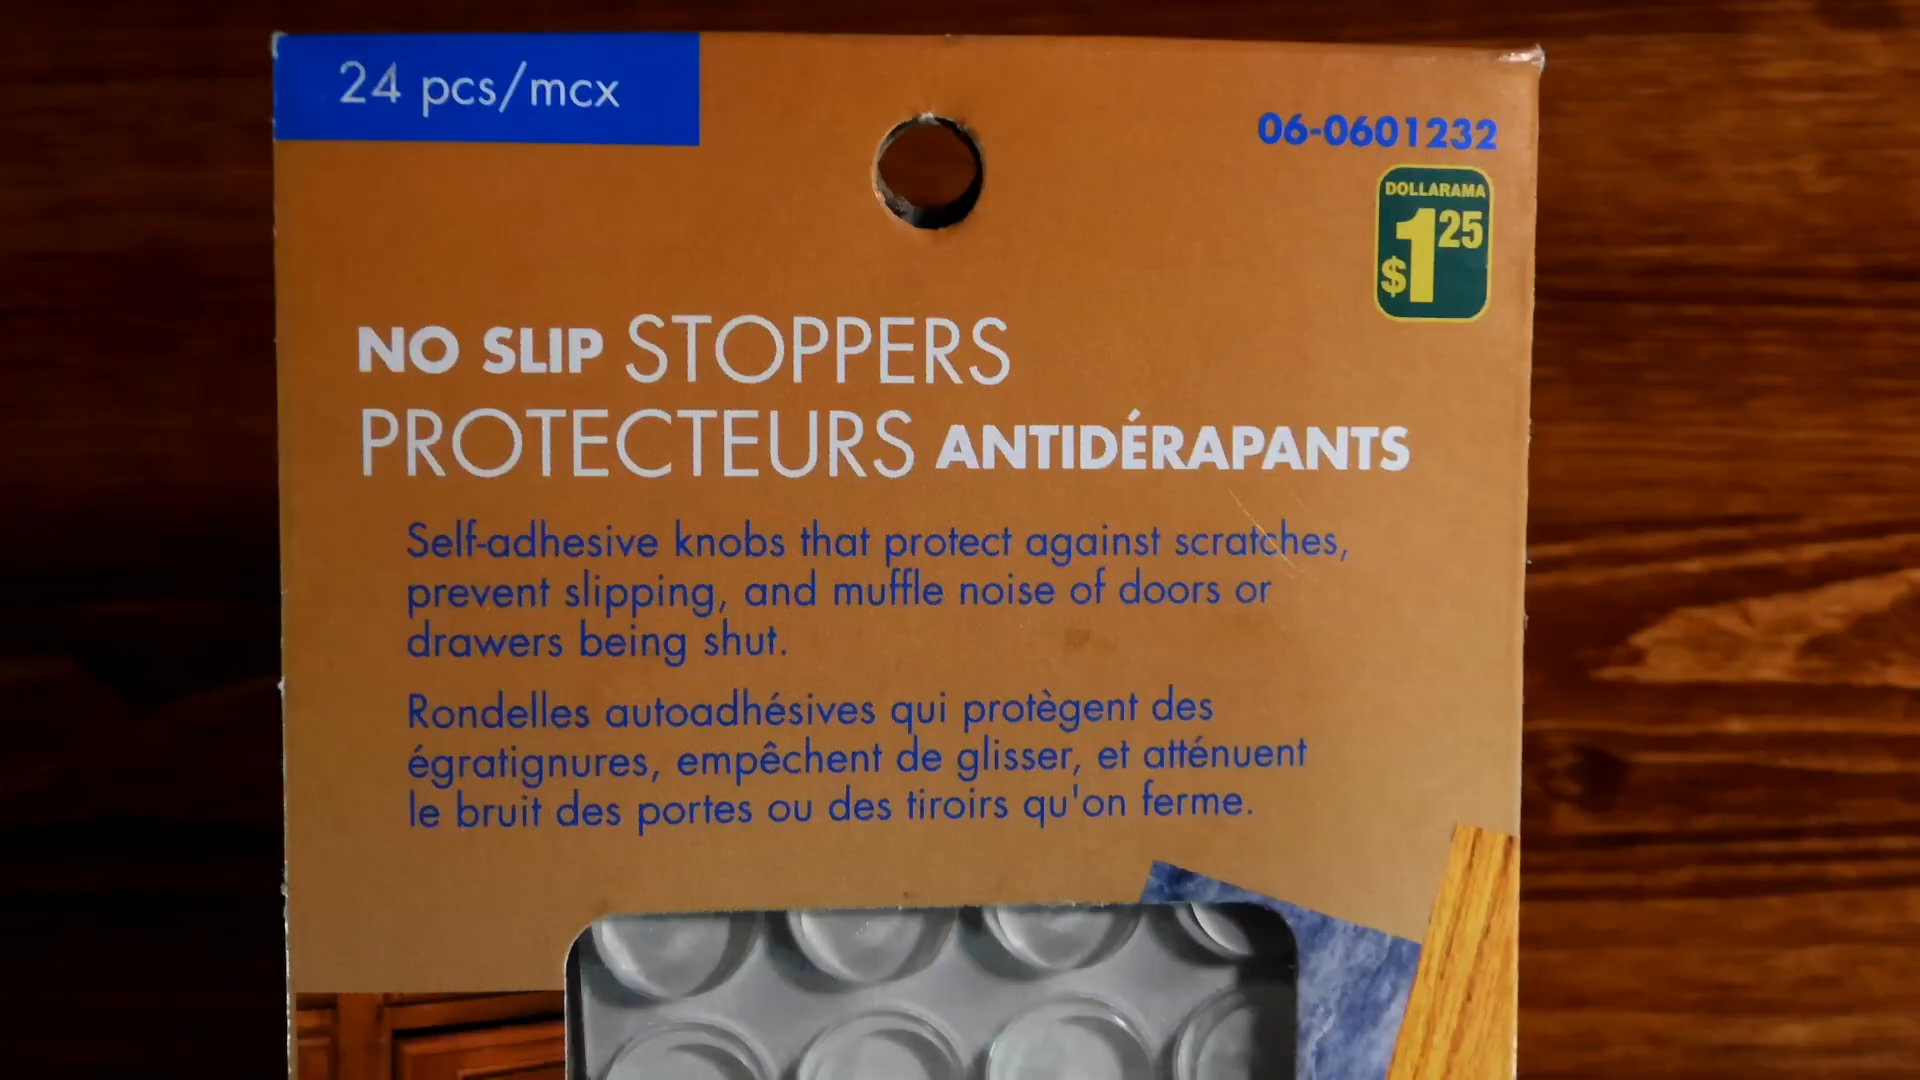 24 pcs/mcx
06-0601232
DOLLARAMA
$1 25
NO SLIP STOPPERS
PROTECTEURS ANTIDÉRAPANTS
Self-adhesive knobs that protect against scratches,
prevent slipping, and muffle noise of doors or
drawers being shut.
Rondelles autoadhésives qui protègent des
égratignures, empêchent de glisser, et atténuent
le bruit des portes ou des tiroirs qu'on ferme.